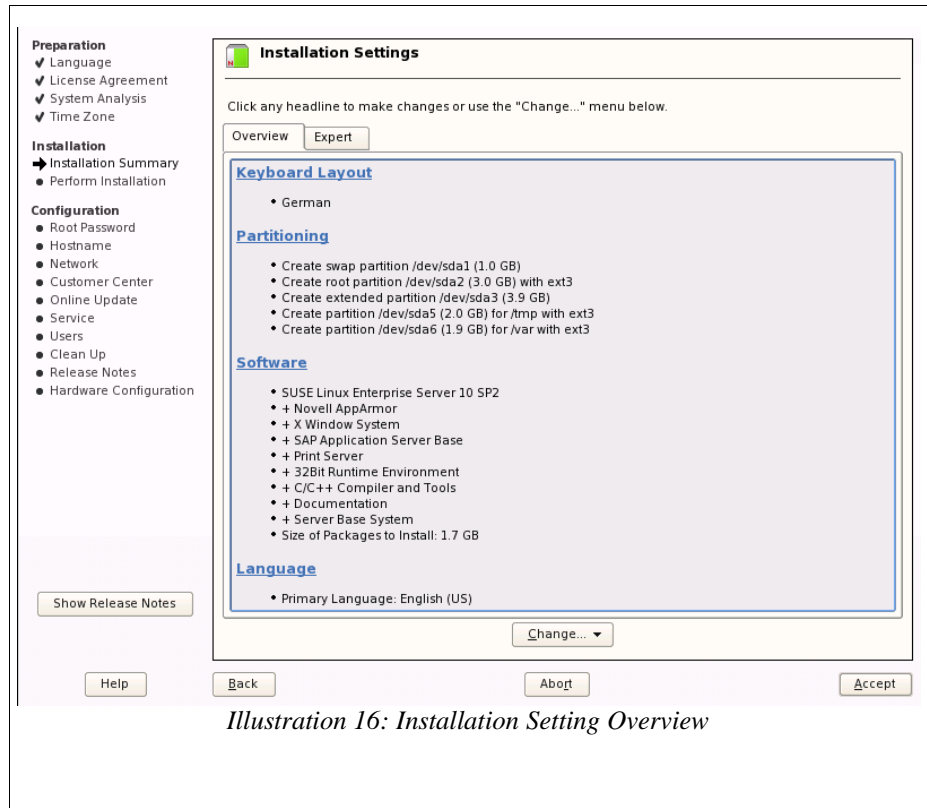 Preparation
Language
License Agreement
System Analysis
Time Zone
Installation
Installation Summary
Perform Installation
Configuration
Root Password
Hostname
Network
Customer Center
Online Update
Service
Users
Clean Up
Release Notes
Hardware Configuration
Show Release Notes
Help
Installation Settings
Click any headline to make changes or use the "Change..." menu below.
Overview
Expert
Keyboard Layout
• German
Partitioning
• Create swap partition /dev/sda1 (1.0 GB)
• Create root partition /dev/sda2 (3.0 GB) with ext3
• Create extended partition /dev/sda3 (3.9 GB)
• Create partition /dev/sda5 (2.0 GB) for /tmp with ext3
• Create partition /dev/sda6 (1.9 GB) for /var with ext3
Software
• SUSE Linux Enterprise Server 10 SP2
• + Novell AppArmor
• + X Window System
• + SAP Application Server Base
• + Print Server
• + 32Bit Runtime Environment
• + C/C++ Compiler and Tools
• + Documentation
• + Server Base System
• Size of Packages to Install: 1.7 GB
Language
• Primary Language: English (US)
Change...
Back
Abort
Accept
Illustration 16: Installation Setting Overview